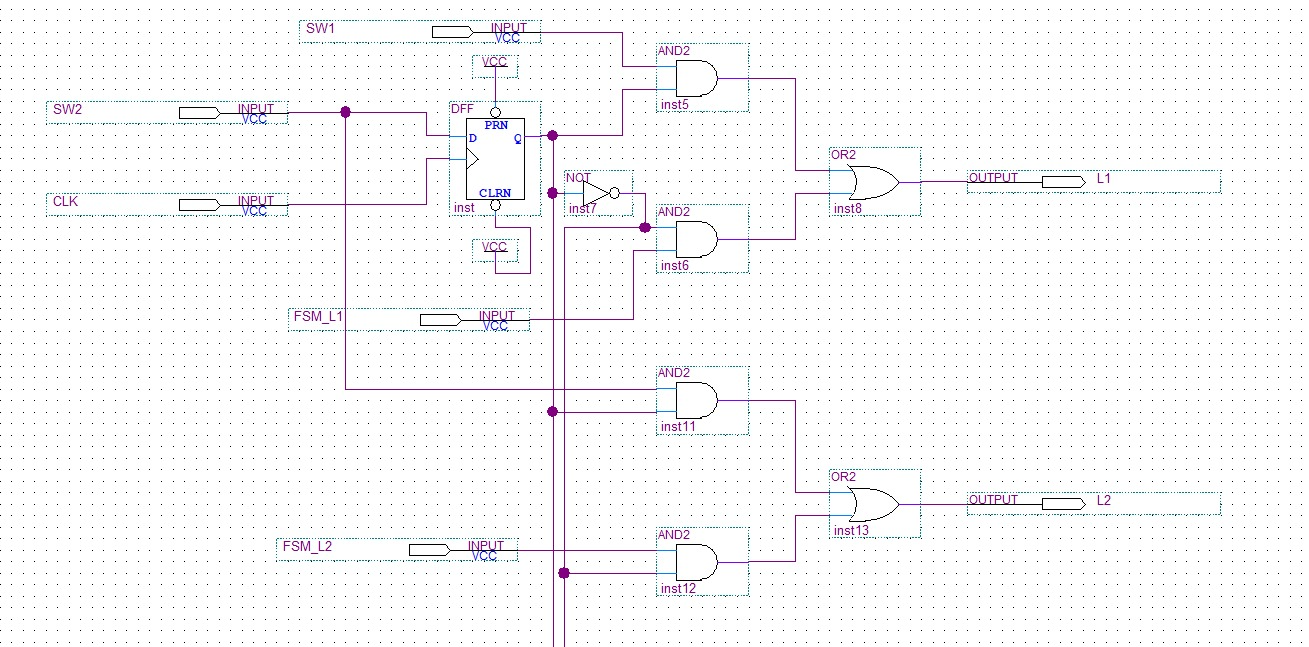 SW1 INPUT
VCC
VCC
AND2
inst5
SW2 INPUT
VCC
DFF
PRN
D Q
CLRN
inst
CLK INPUT
VCC
NOT
inst7
VCC
AND2
inst6
OR2
inst8
OUTPUT L1
FSM_L1 INPUT
VCC
AND2
inst11
OR2
inst13
OUTPUT L2
FSM_L2 INPUT
VCC
AND2
inst12